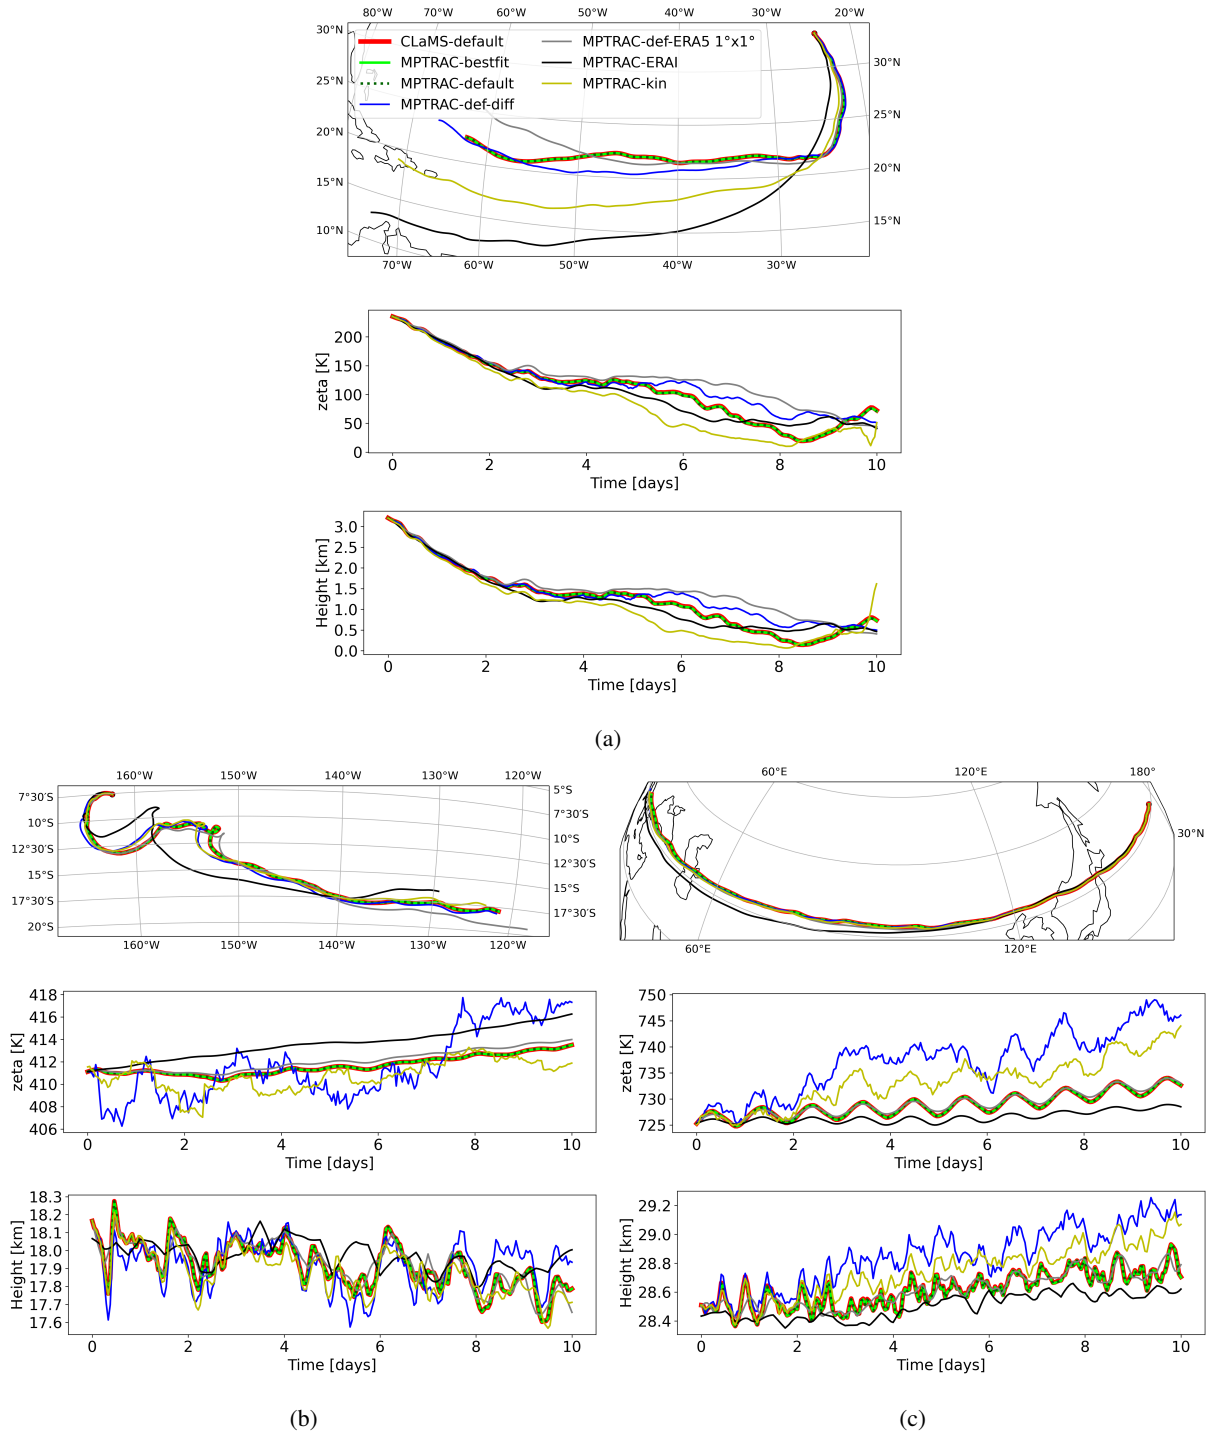 80°W 70°W 60°W 50°W 40°W 30°W 20°W
30°N
25°N
20°N
15°N
10°N
CLaMS-default
MPTRAC-bestfit
MPTRAC-default
MPTRAC-def-diff
MPTRAC-def-ERA5 1°x1°
MPTRAC-ERAI
MPTRAC-kin
30°N
25°N
20°N
15°N
70°W 60°W 50°W 40°W 30°W
zeta [K]
200
150
100
50
0
0 2 4 6 8 10
Time [days]
Height [km]
3.0
2.5
2.0
1.5
1.0
0.5
0.0
0 2 4 6 8 10
Time [days]
(a)
160°W 150°W 140°W 130°W 120°W
7°30'S
10°S
12°30'S
15°S
17°30'S
20°S
5°S
7°30'S
10°S
12°30'S
15°S
17°30'S
160°W 150°W 140°W 130°W 120°W
zeta [K]
418
416
414
412
410
408
406
0 2 4 6 8 10
Time [days]
Height [km]
18.3
18.2
18.1
18.0
17.9
17.8
17.7
17.6
0 2 4 6 8 10
Time [days]
(b)
60°E 120°E 180°
30°N
60°E 120°E
zeta [K]
750
745
740
735
730
725
0 2 4 6 8 10
Time [days]
Height [km]
29.2
29.0
28.8
28.6
28.4
0 2 4 6 8 10
Time [days]
(c)